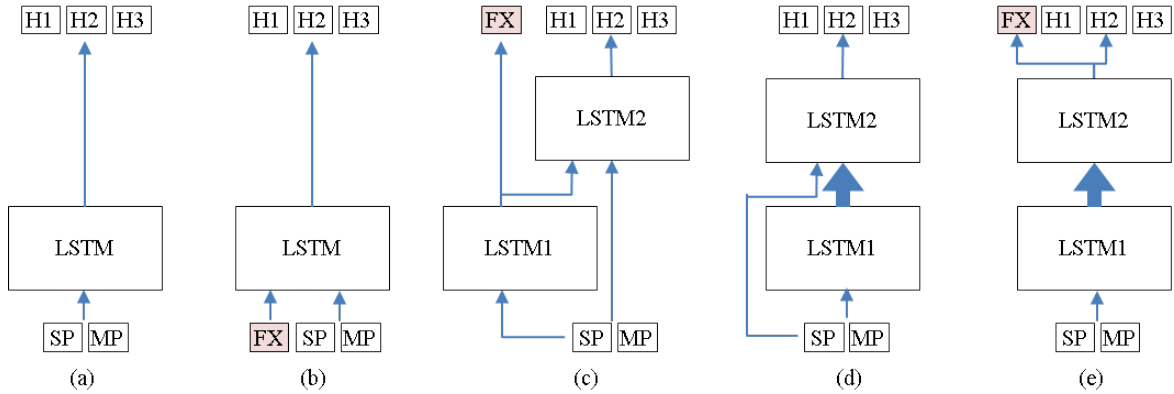 H1 H2 H3
LSTM
SP MP
(a)
H1 H2 H3
LSTM
FX SP MP
(b)
FX H1 H2 H3
LSTM2
LSTM1
SP MP
(c)
H1 H2 H3
LSTM2
LSTM1
SP MP
(d)
FX H1 H2 H3
LSTM2
LSTM1
SP MP
(e)